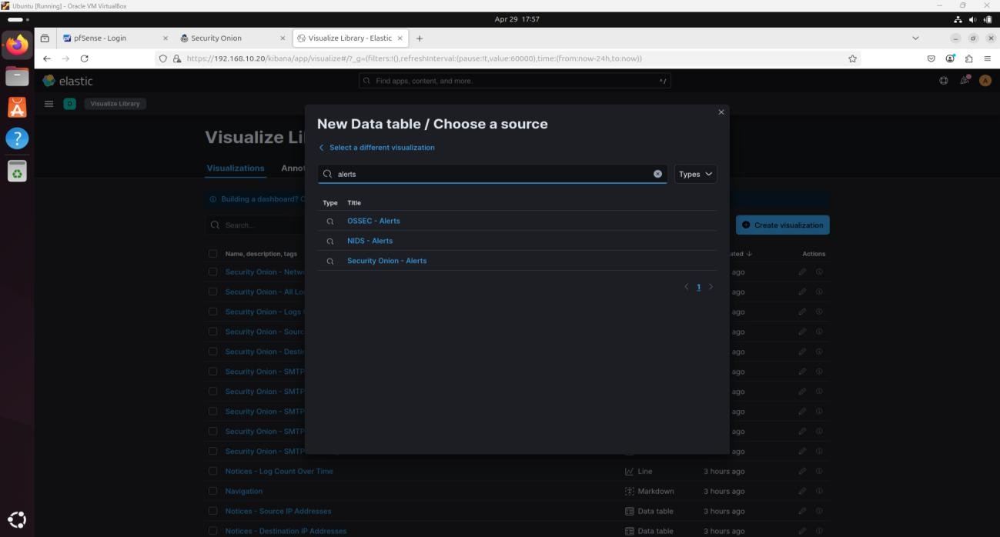 Ubuntu [Running] - Oracle VM VirtualBox
Apr 29 17:57
pfSense - Login
Security Onion
Visualize Library - Elastic
https://192.168.10.20/kibana/app/visualize#/?_g=(filters:!(),refreshInterval:(pause:!t,value:60000),time:(from:now-24h,to:now))
elastic
Find apps, content, and more.
^/
A
D
Visualize Library
New Data table / Choose a source
Select a different visualization
alerts
Types
Type Title
OSSEC - Alerts
NIDS - Alerts
Security Onion - Alerts
1
Visualize Li
Visualizations
Annot
Building a dashboard? C
Search...
Create visualization
Name, description, tags
ated
Actions
Security Onion - Netw
ago
Security Onion - All Lo
ago
Security Onion - Logs
ago
Security Onion - Sourc
ago
Security Onion - Destin
ago
Security Onion - SMTP
ago
Security Onion - SMTP
ago
Security Onion - SMTP
ago
Security Onion - SMTP
ago
Security Onion - SMTP
ago
Notices - Log Count Over Time Line 3 hours ago
Navigation Markdown 3 hours ago
Notices - Source IP Addresses Data table 3 hours ago
Notices - Destination IP Addresses Data table 3 hours ago